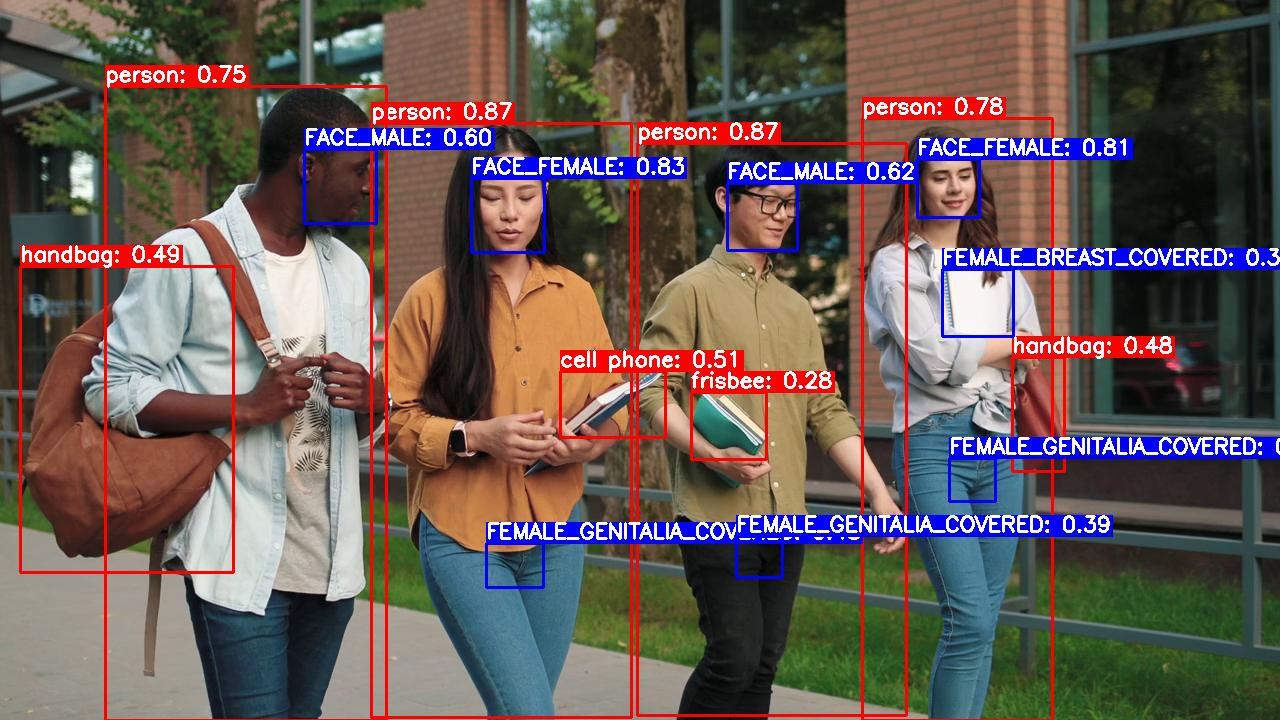 person: 0.75
person: 0.87
person: 0.78
person: 0.87
FACE_MALE: 0.60
FACE_FEMALE: 0.81
FACE_FEMALE: 0.83
FACE_MALE: 0.62
handbag: 0.49
FEMALE_BREAST_COVERED: 0.3
handbag: 0.48
cell phone: 0.51
frisbee: 0.28
FEMALE_GENITALIA_COVERED:
FEMALE_GENITALIA_COV
FEMALE_GENITALIA_COVERED: 0.39